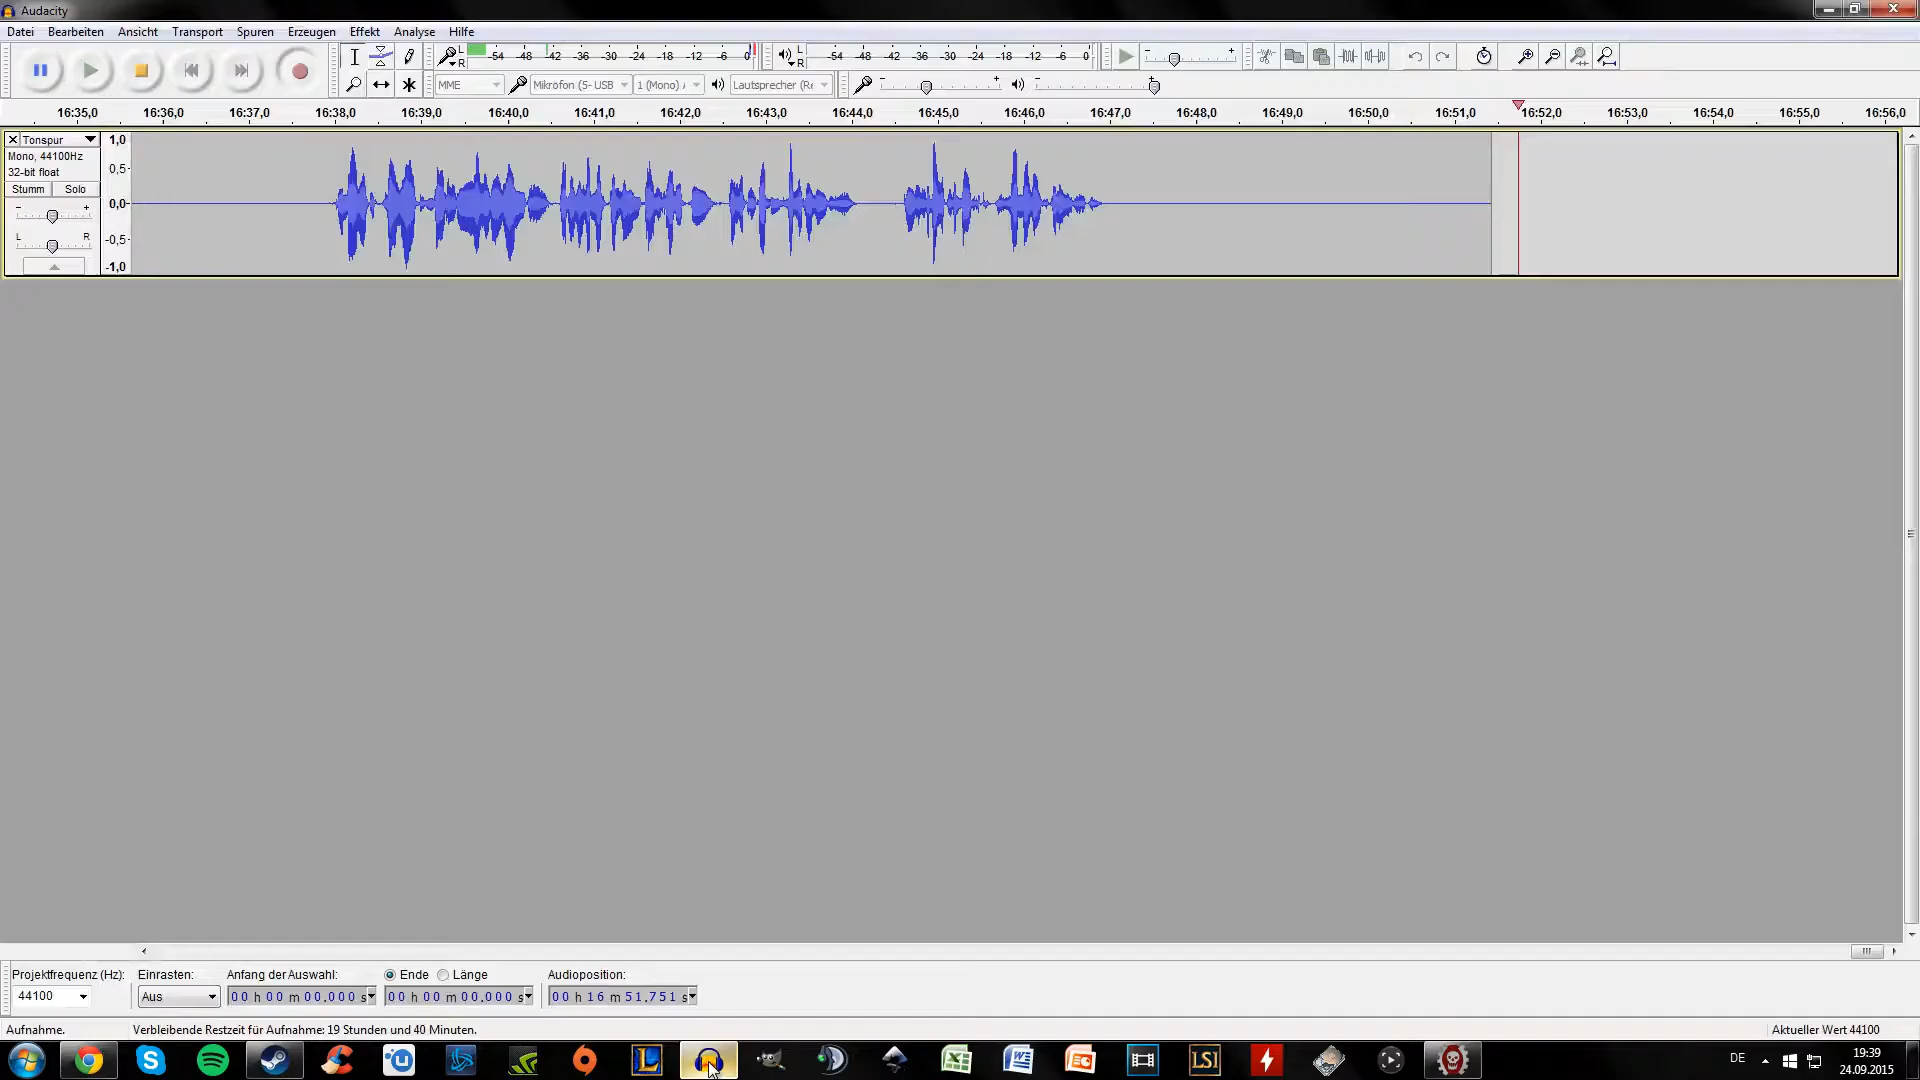 Audacity
Datei Bearbeiten Ansicht Transport Spuren Erzeugen Effekt Analyse Hilfe
L R -54 -48 -42 -36 -30 -24 -18 -12 -6 0 L R -54 -48 -42 -36 -30 -24 -18 -12 -6 0
MME Mikrofon (5- USB 1 (Mono) Lautsprecher (Re
16:35,0 16:36,0 16:37,0 16:38,0 16:39,0 16:40,0 16:41,0 16:42,0 16:43,0 16:44,0 16:45,0 16:46,0 16:47,0 16:48,0 16:49,0 16:50,0 16:51,0 16:52,0 16:53,0 16:54,0 16:55,0 16:56,0
Tonspur
Mono, 44100Hz
32-bit float
Stumm Solo
- +
L R
1,0
0,5-
0,0-
-0,5-
-1,0
Projektfrequenz (Hz): Einrasten: Anfang der Auswahl: Ende Länge Audioposition:
44100 Aus 00 h 00 m 00.000 s 00 h 00 m 00.000 s 00 h 16 m 51.751 s
Aufnahme. Verbleibende Restzeit für Aufnahme: 19 Stunden und 40 Minuten. Aktueller Wert 44100
LSI
DE
19:39
24.09.2015